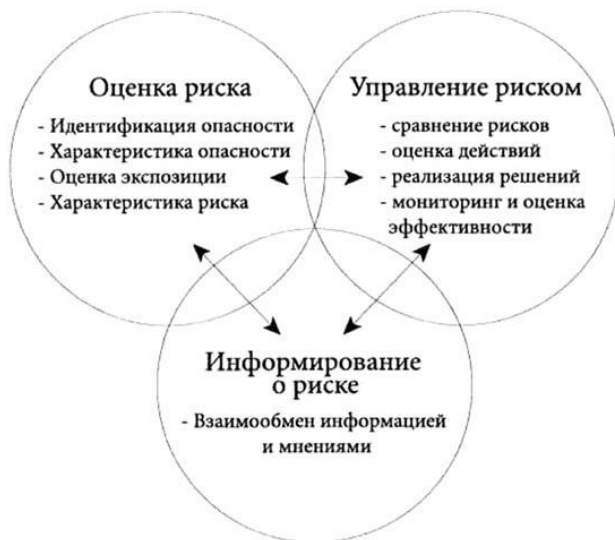 Оценка риска
- Идентификация опасности
- Характеристика опасности
- Оценка экспозиции
- Характеристика риска
Управление риском
- сравнение рисков
- оценка действий
- реализация решений
- мониторинг и оценка
эффективности
Информирование
о риске
- Взаимообмен информацией
и мнениями